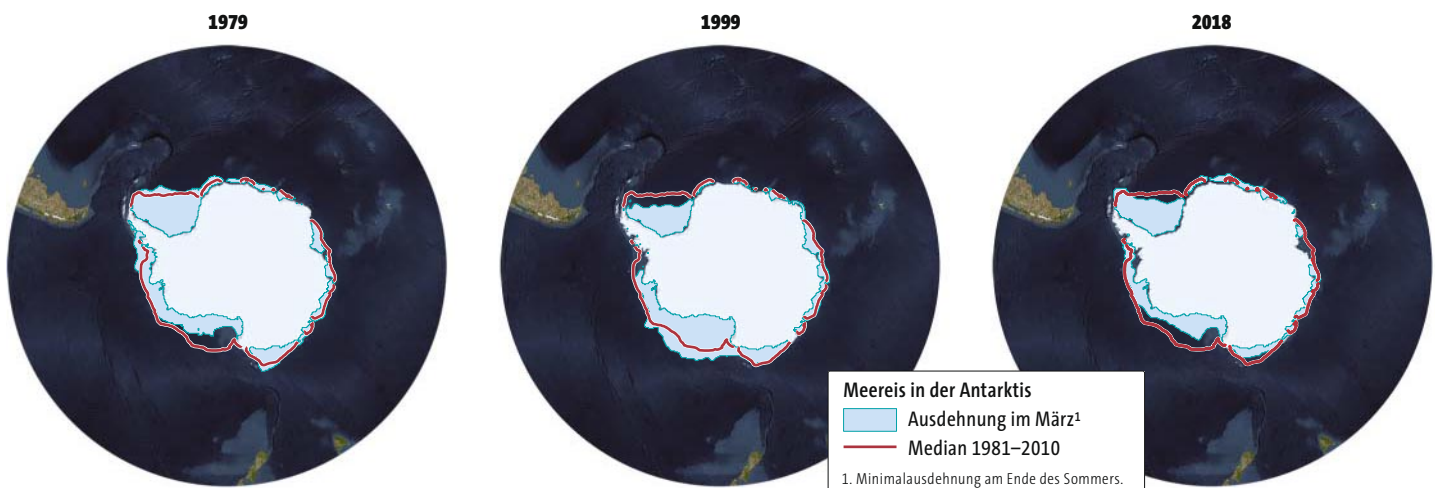 1979
1999
2018
Meereis in der Antarktis
Ausdehnung im März¹
Median 1981–2010
1. Minimalausdehnung am Ende des Sommers.